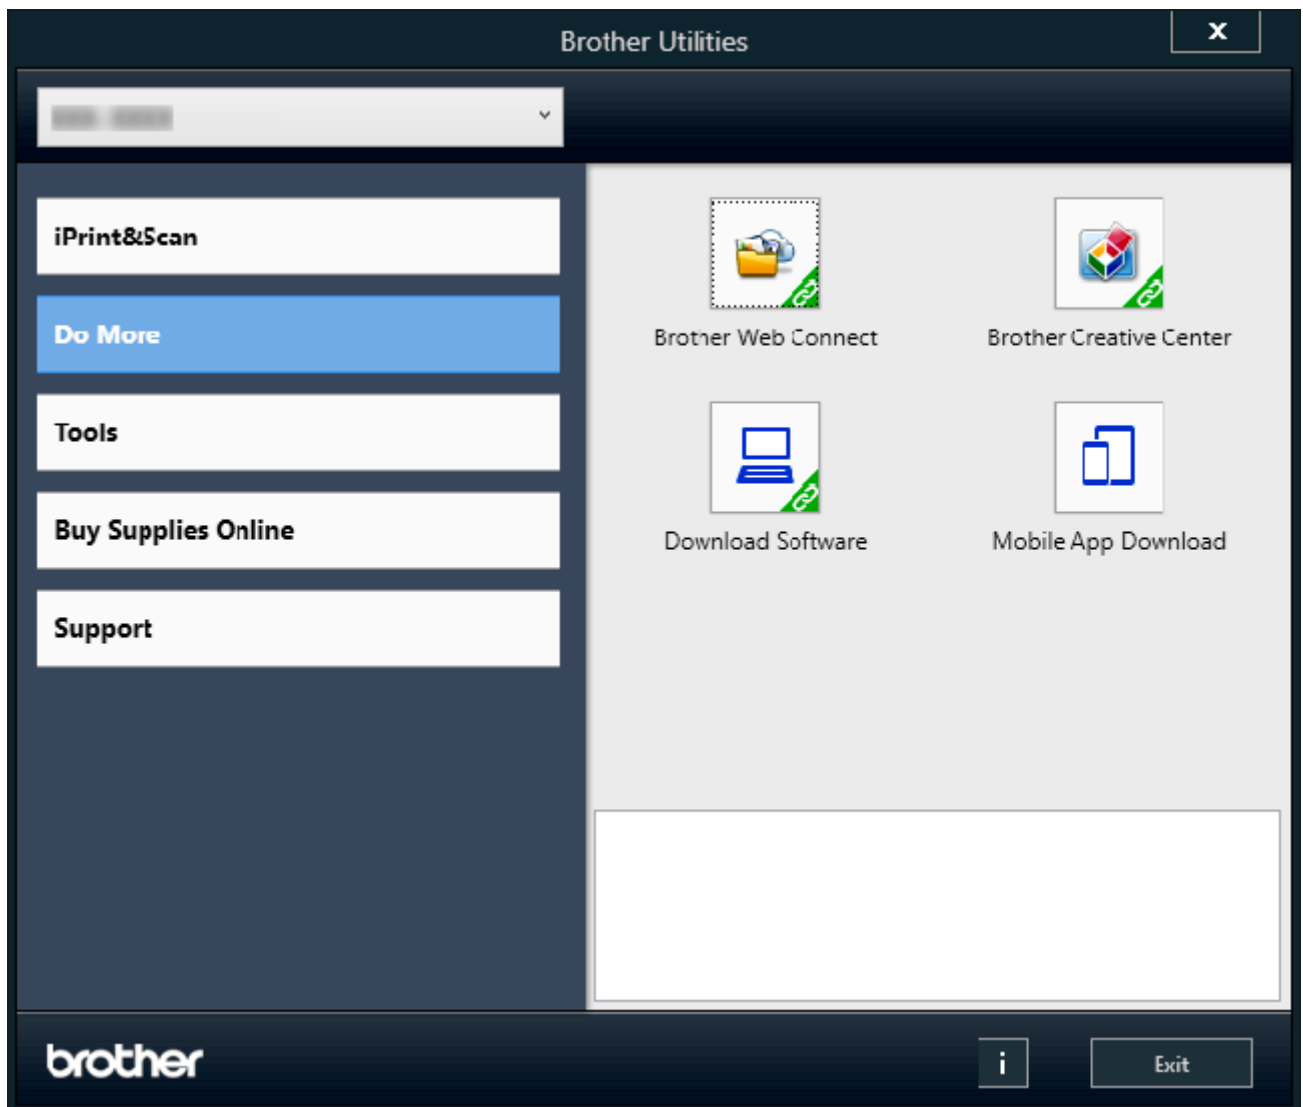 Brother Utilities
X
iPrint&Scan
Do More
Tools
Buy Supplies Online
Support
Brother Web Connect
Brother Creative Center
Download Software
Mobile App Download
brother
i
Exit